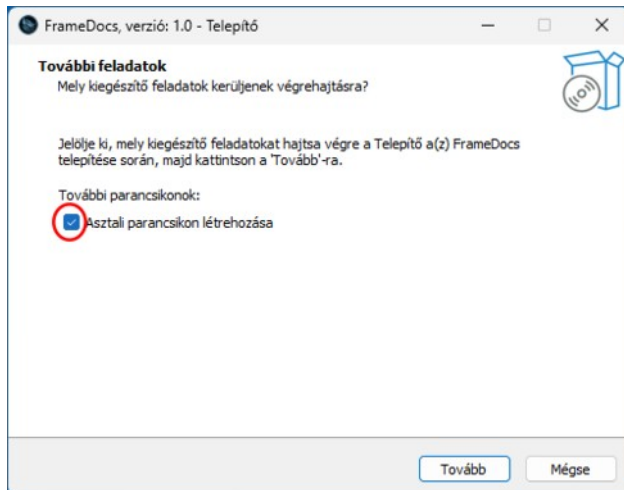 FrameDocs, verzió: 1.0 - Telepítő
További feladatok
Mely kiegészítő feladatok kerüljenek végrehajtásra?
Jelölje ki, mely kiegészítő feladatokat hajtsa végre a Telepítő a(z) FrameDocs
telepítése során, majd kattintson a 'Tovább'-ra.
További parancsikonok:
Asztali parancsikon létrehozása
Tovább
Mégse